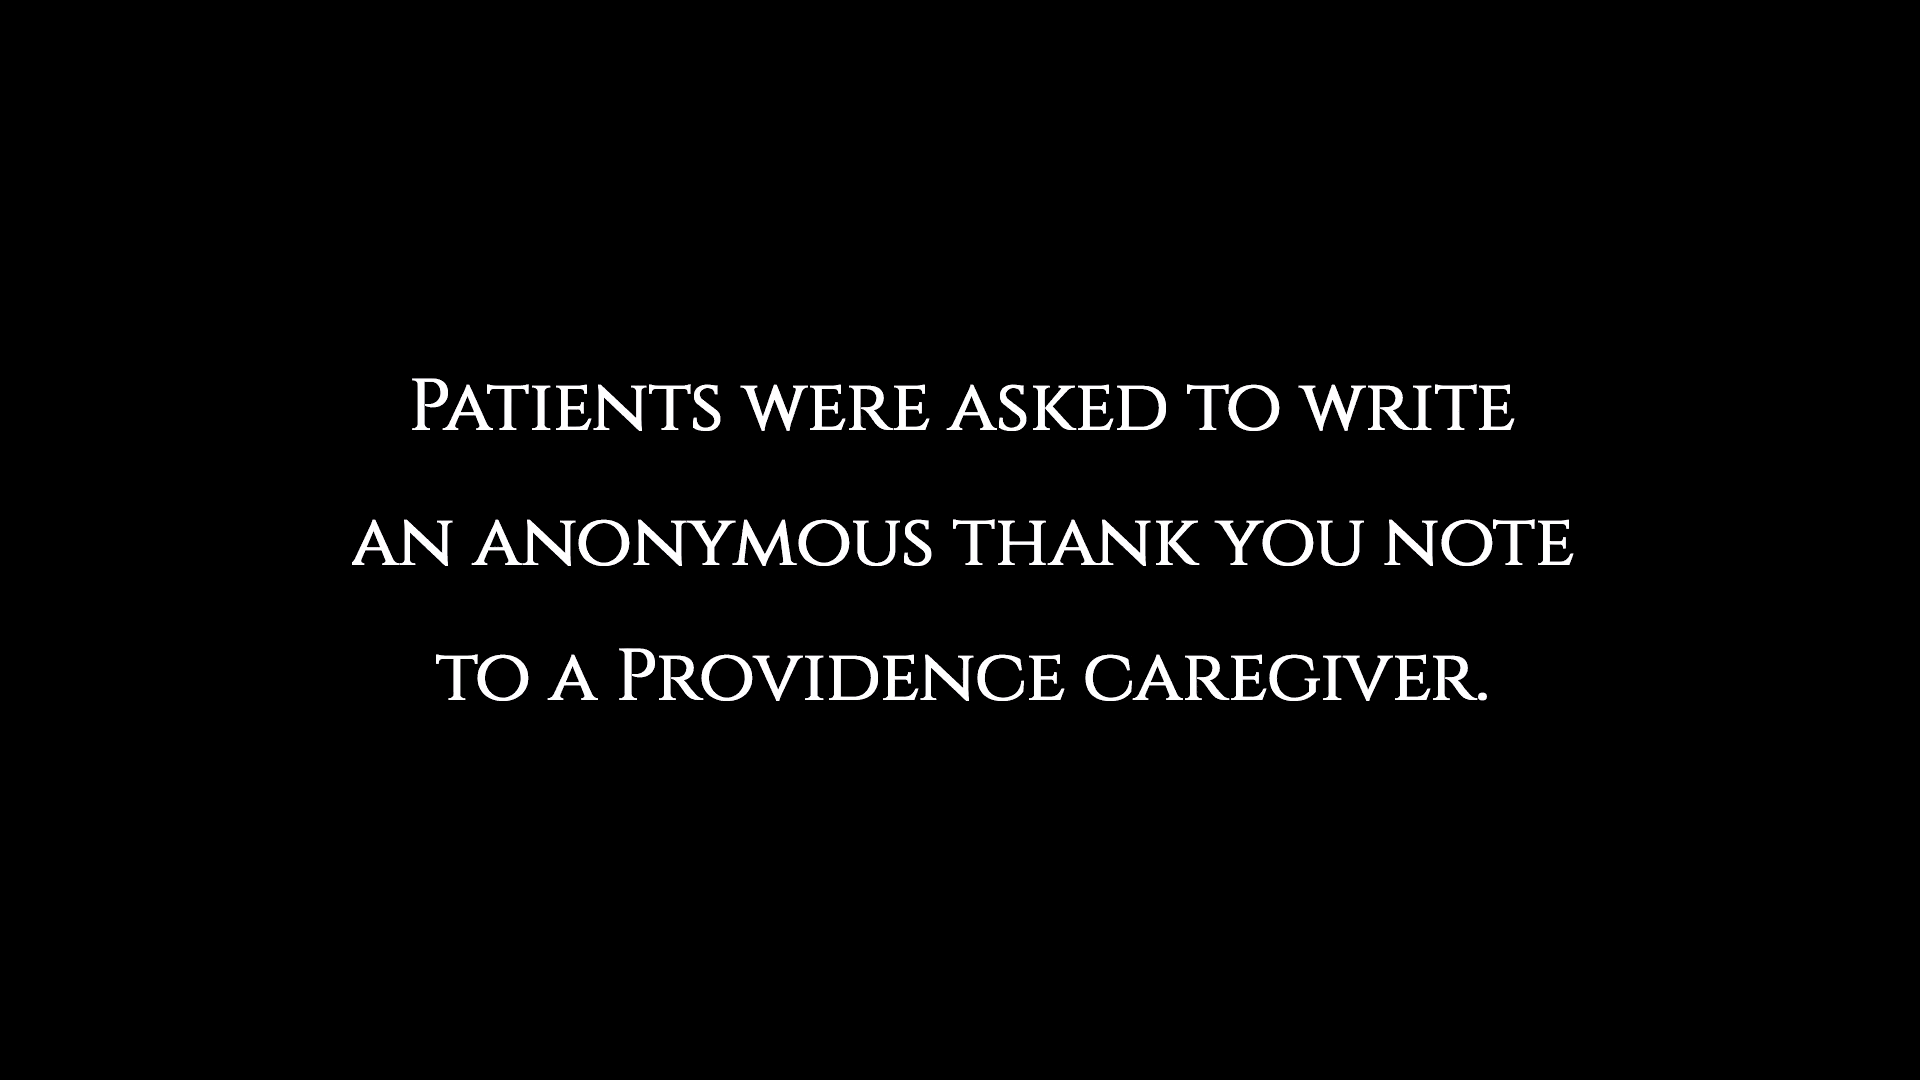 Patients were asked to write
an anonymous thank you note
to a Providence caregiver.